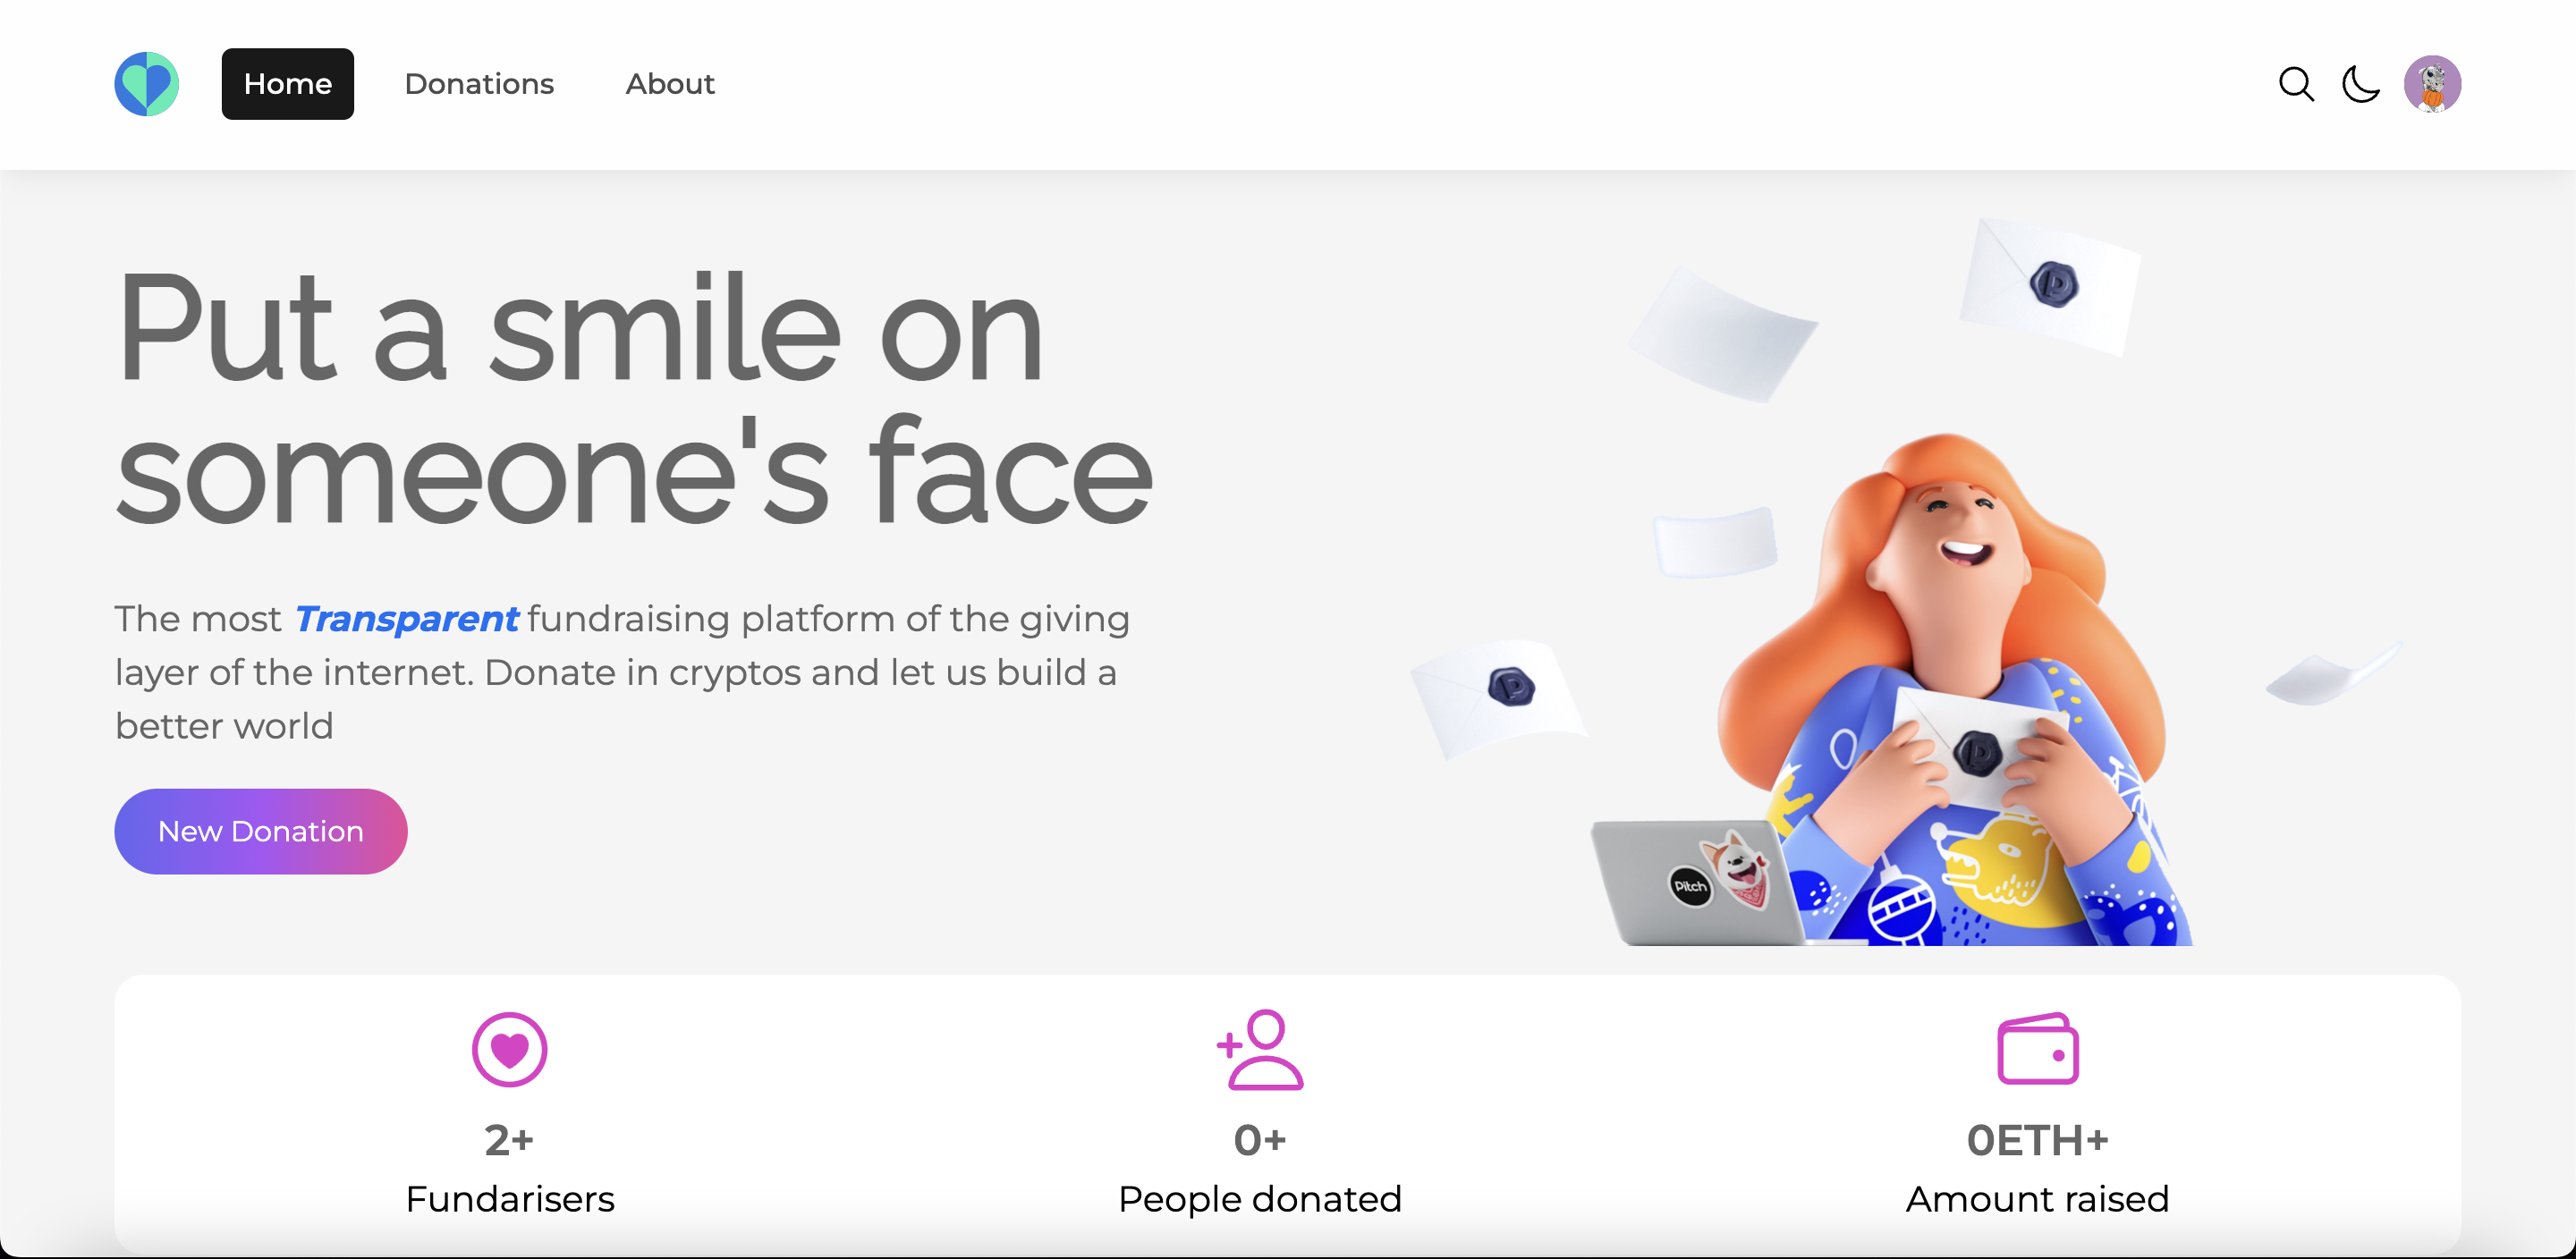 Home Donations About
Put a smile on
someone's face
The most Transparent fundraising platform of the giving
layer of the internet. Donate in cryptos and let us build a
better world
New Donation
Pitch
2+
Fundarisers
0+
People donated
0ETH+
Amount raised